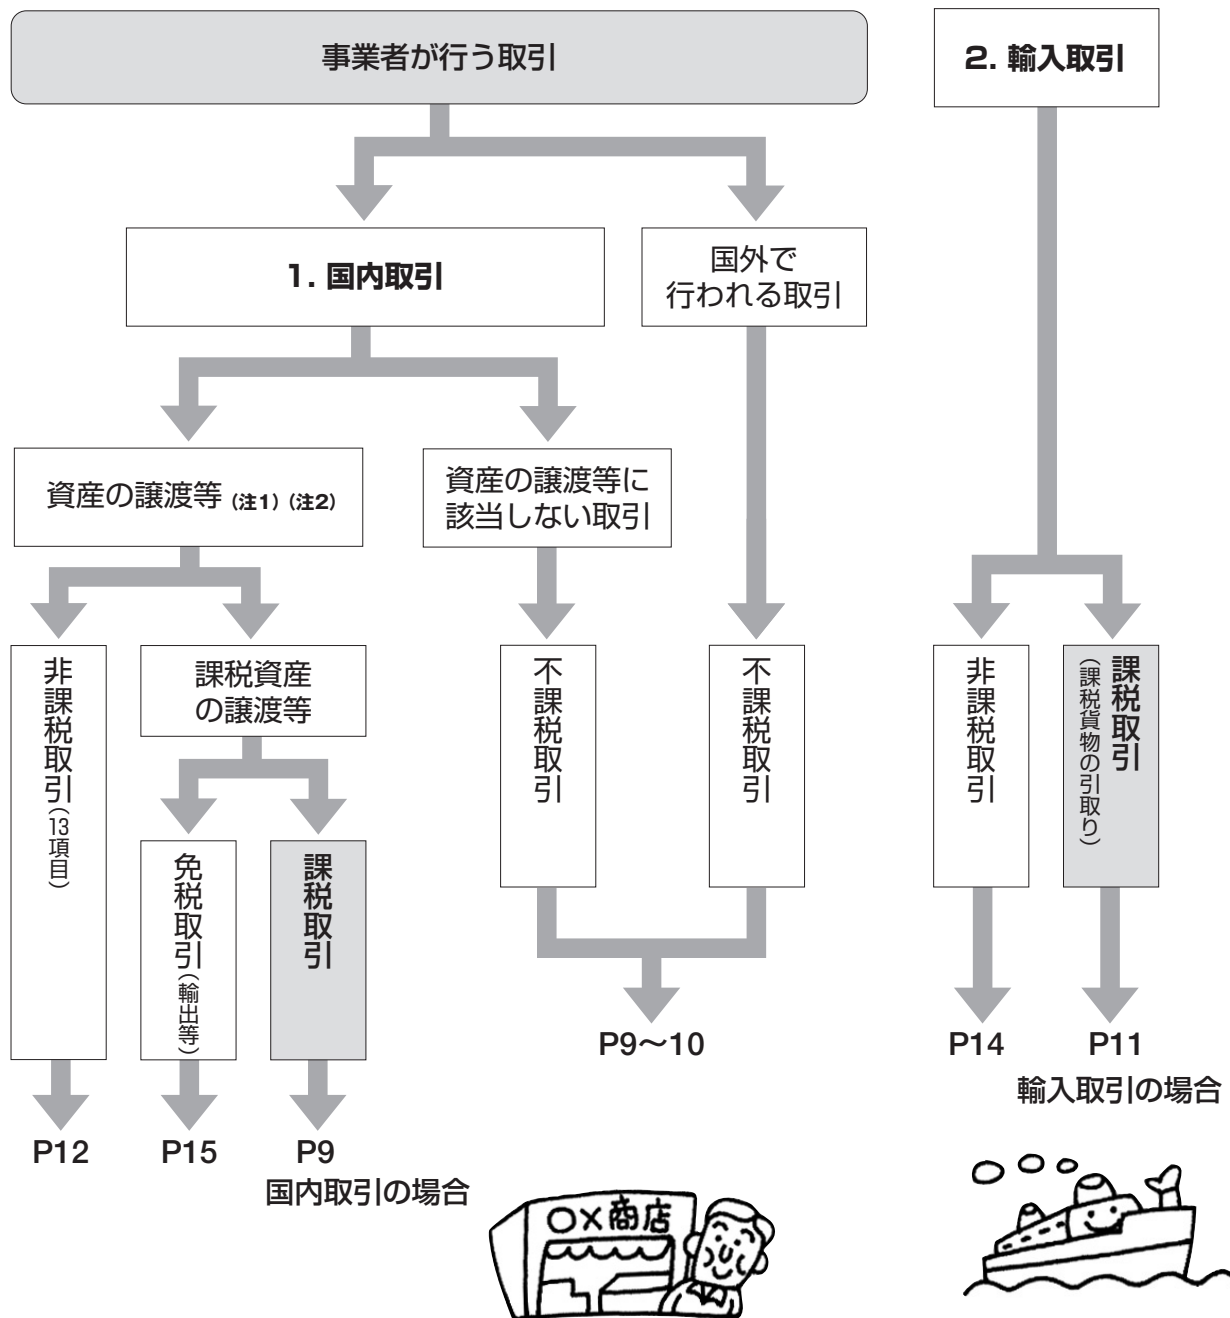 事業者が行う取引
2. 輸入取引
1. 国内取引
国外で
行われる取引
資産の譲渡等 (注1) (注2)
資産の譲渡等に
該当しない取引
非課税取引(13項目)
課税資産
の譲渡等
不課税取引
不課税取引
非課税取引
課税取引
(課税貨物の引取り)
免税取引(輸出等)
課税取引
P9〜10
P14
P11
輸入取引の場合
P12
P15
P9
国内取引の場合
○×商店